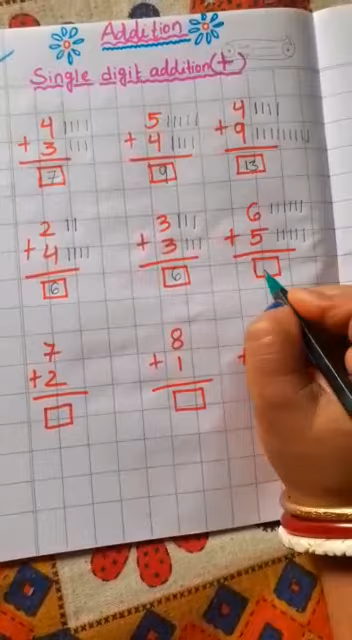 Addition
Single digit addition(+)
4 5 4
+ 3 + 4 + 9
7 9 13
2 3 6
+ 4 + 3 + 5
6 6
7 8
+ 2 + 1 +